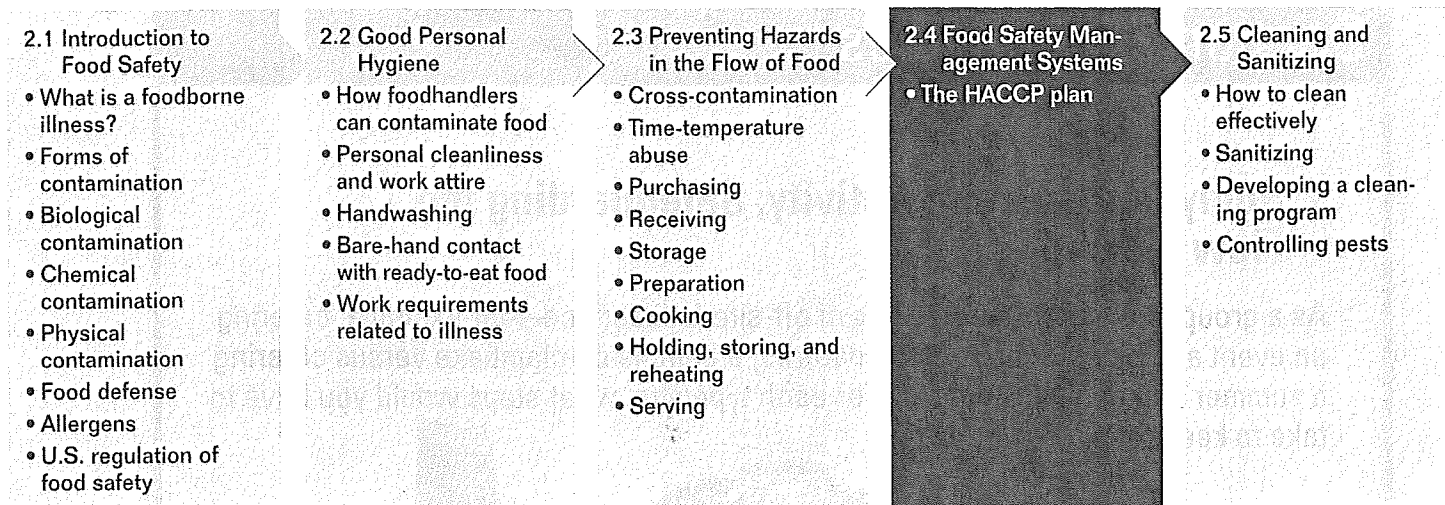 2.1 Introduction to
Food Safety
• What is a foodborne
illness?
• Forms of
contamination
• Biological
contamination
• Chemical
contamination
• Physical
contamination
• Food defense
• Allergens
• U.S. regulation of
food safety
2.2 Good Personal
Hygiene
• How foodhandlers
can contaminate food
• Personal cleanliness
and work attire
• Handwashing
• Bare-hand contact
with ready-to-eat food
• Work requirements
related to illness
2.3 Preventing Hazards
in the Flow of Food
• Cross-contamination
• Time-temperature
abuse
• Purchasing
• Receiving
• Storage
• Preparation
• Cooking
• Holding, storing, and
reheating
• Serving
2.4 Food Safety Man-
agement Systems
• The HACCP plan
2.5 Cleaning and
Sanitizing
• How to clean
effectively
• Sanitizing
• Developing a clean-
ing program
• Controlling pests